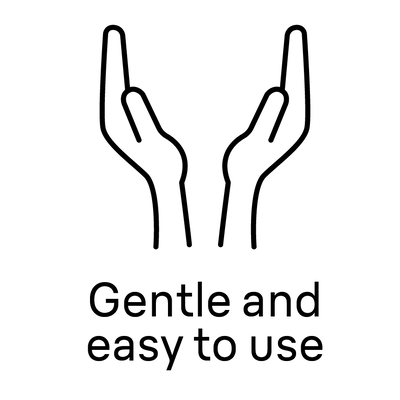 Gentle and
easy to use